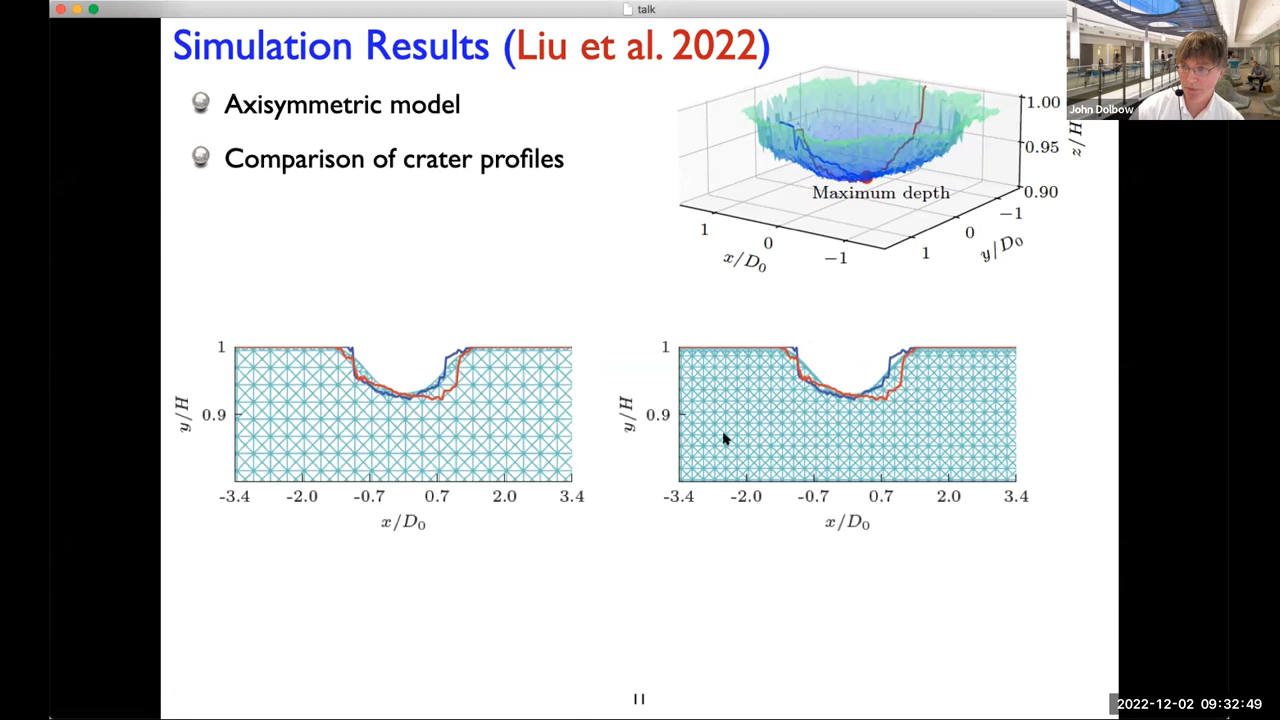 talk
Simulation Results (Liu et al. 2022)
Axisymmetric model
Comparison of crater profiles
John Dolbow
1.00
0.95
0.90
z/H
Maximum depth
1
0
−1
x/D₀
1
0
−1
y/D₀
1
0.9
y/H
-3.4
-2.0
-0.7
0.7
2.0
3.4
x/D₀
1
0.9
y/H
-3.4
-2.0
-0.7
0.7
2.0
3.4
x/D₀
11
2022-12-02 09:32:49